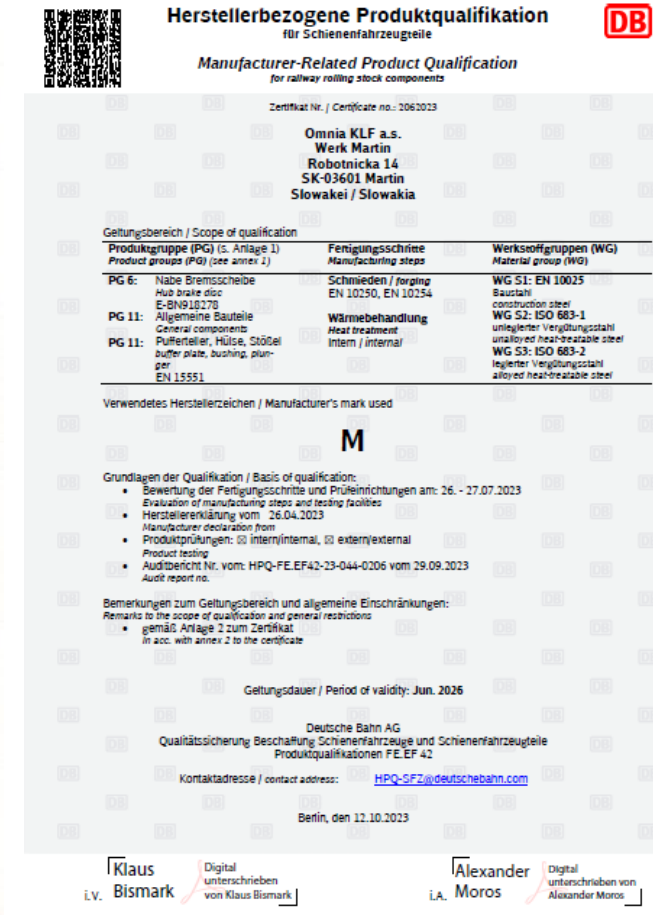 Herstellerbezogene Produktqualifikation
für Schienenfahrzeugteile
DB
Manufacturer-Related Product Qualification
for railway rolling stock components
Zertifikat Nr. / Certificate no.: 2062023
Omnia KLF a.s.
Werk Martin
Robotnicka 14
SK-03601 Martin
Slowakei / Slowakia
Geltungsbereich / Scope of qualification
Produktgruppe (PG) (s. Anlage 1)
Product groups (PG) (see annex 1)
Fertigungsschritte
Manufacturing steps
Werkstoffgruppen (WG)
Material group (WG)
PG 6: Nabe Bremsscheibe
Hub brake disc
E-BN918278
PG 11: Allgemeine Bauteile
General components
PG 11: Pufferteller, Hülse, Stößel
buffer plate, bushing, plun-
ger
EN 15551
Schmieden / forging
EN 10250, EN 10254
Wärmebehandlung
Heat treatment
Intern / internal
WG S1: EN 10025
Baustahl
construction steel
WG S2: ISO 683-1
unlegierter Vergütungsstahl
unalloyed heat-treatable steel
WG S3: ISO 683-2
legierter Vergütungsstahl
alloyed heat-treatable steel
Verwendetes Herstellerzeichen / Manufacturer's mark used
M
Grundlagen der Qualifikation / Basis of qualification:
• Bewertung der Fertigungsschritte und Prüfeinrichtungen am: 26. - 27.07.2023
Evaluation of manufacturing steps and testing facilities
• Herstellererklärung vom 26.04.2023
Manufacturer declaration from
• Produktprüfungen: ☒ intern/internal, ☒ extern/external
Product testing
• Auditbericht Nr. vom: HPQ-FE.EF42-23-044-0206 vom 29.09.2023
Audit report no.
Bemerkungen zum Geltungsbereich und allgemeine Einschränkungen:
Remarks to the scope of qualification and general restrictions
• gemäß Anlage 2 zum Zertifikat
In acc. with annex 2 to the certificate
Geltungsdauer / Period of validity: Jun. 2026
Deutsche Bahn AG
Qualitätssicherung Beschaffung Schienenfahrzeuge und Schienenfahrzeugteile
Produktqualifikationen FE.EF 42
Kontaktadresse / contact address: HPQ-SFZ@deutschebahn.com
Berlin, den 12.10.2023
i.V. Klaus
Bismark
Digital
unterschrieben
von Klaus Bismark
i.A. Alexander
Moros
Digital
unterschrieben von
Alexander Moros